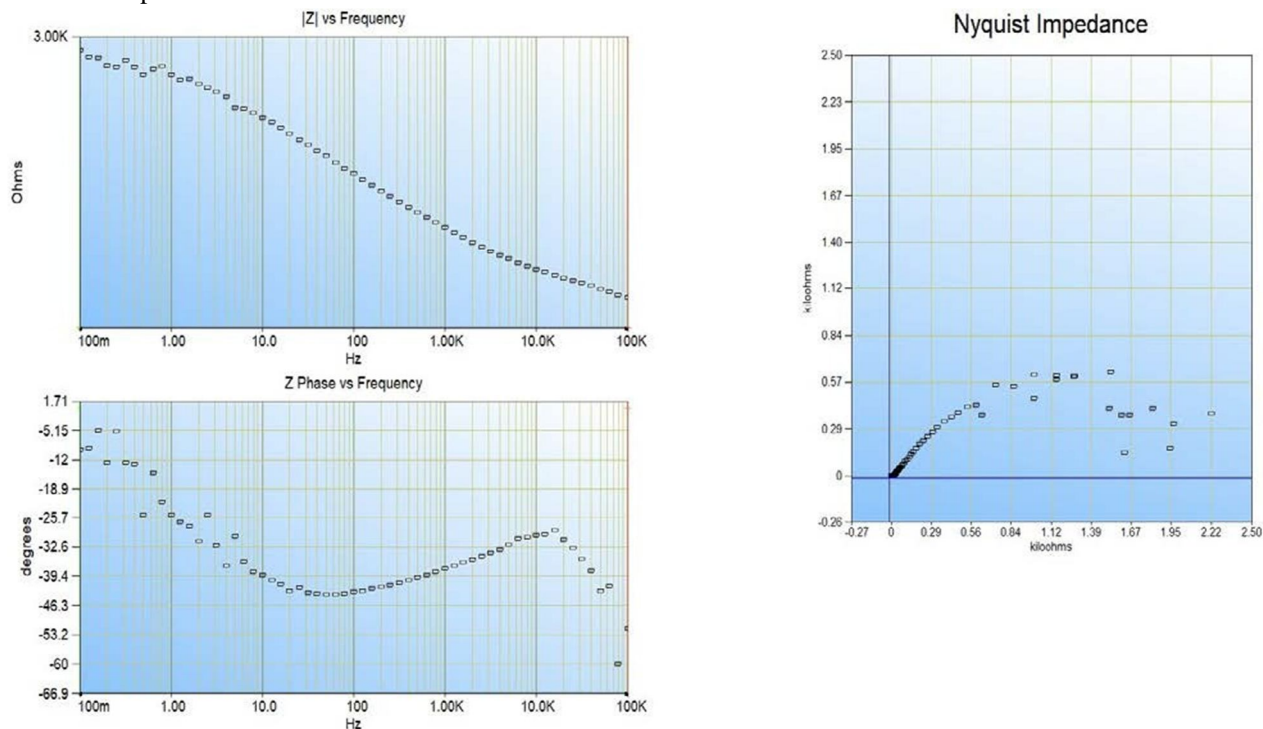 |Z| vs Frequency
3.00K
Ohms
100m 1.00 10.0 100 1.00K 10.0K 100K
Hz
Z Phase vs Frequency
1.71
-5.15
-12
-18.9
-25.7
-32.6
-39.4
-46.3
-53.2
-60
-66.9
degrees
100m 1.00 10.0 100 1.00K 10.0K 100K
Hz
Nyquist Impedance
2.50
2.23
1.95
1.67
1.40
1.12
0.84
0.57
0.29
0
-0.26
kiloohms
-0.27 0 0.29 0.56 0.84 1.12 1.39 1.67 1.95 2.22 2.50
kiloohms